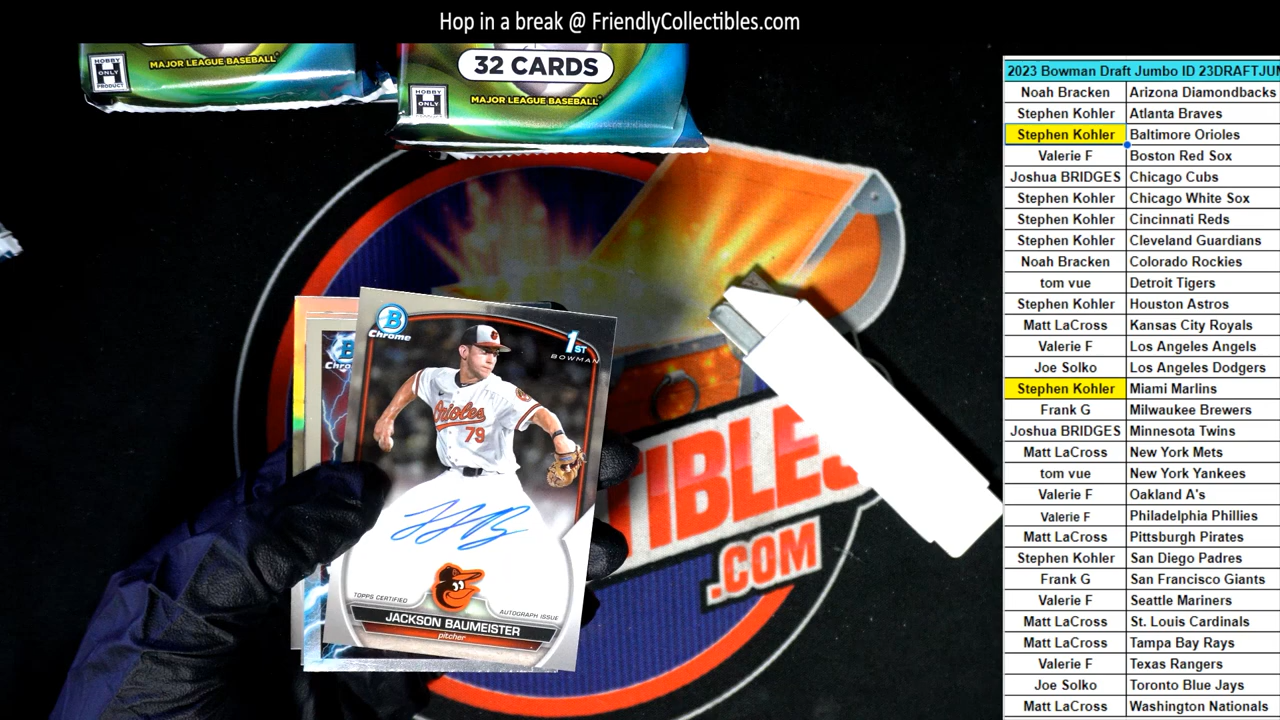 Hop in a break @ FriendlyCollectibles.com
HOBBY
H
ONLY
PRODUCT
MAJOR LEAGUE BASEBALL
32 CARDS
HOBBY
H
ONLY
MAJOR LEAGUE BASEBALL
B
Chrome
1ST
BOWMAN
B
Orioles
79
TIBLES
.COM
TOPPS CERTIFIED
AUTOGRAPH ISSUE
JACKSON BAUMEISTER
pitcher
2023 Bowman Draft Jumbo ID 23DRAFTJUM
Noah Bracken Arizona Diamondbacks
Stephen Kohler Atlanta Braves
Stephen Kohler Baltimore Orioles
Valerie F Boston Red Sox
Joshua BRIDGES Chicago Cubs
Stephen Kohler Chicago White Sox
Stephen Kohler Cincinnati Reds
Stephen Kohler Cleveland Guardians
Noah Bracken Colorado Rockies
tom vue Detroit Tigers
Stephen Kohler Houston Astros
Matt LaCross Kansas City Royals
Valerie F Los Angeles Angels
Joe Solko Los Angeles Dodgers
Stephen Kohler Miami Marlins
Frank G Milwaukee Brewers
Joshua BRIDGES Minnesota Twins
Matt LaCross New York Mets
tom vue New York Yankees
Valerie F Oakland A's
Valerie F Philadelphia Phillies
Matt LaCross Pittsburgh Pirates
Stephen Kohler San Diego Padres
Frank G San Francisco Giants
Valerie F Seattle Mariners
Matt LaCross St. Louis Cardinals
Matt LaCross Tampa Bay Rays
Valerie F Texas Rangers
Joe Solko Toronto Blue Jays
Matt LaCross Washington Nationals